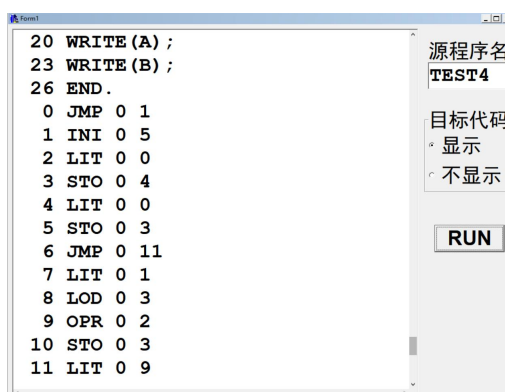 Form1
20 WRITE(A);
23 WRITE(B);
26 END.
0 JMP 0 1
1 INI 0 5
2 LIT 0 0
3 STO 0 4
4 LIT 0 0
5 STO 0 3
6 JMP 0 11
7 LIT 0 1
8 LOD 0 3
9 OPR 0 2
10 STO 0 3
11 LIT 0 9
源程序名
TEST4
目标代码
显示
不显示
RUN